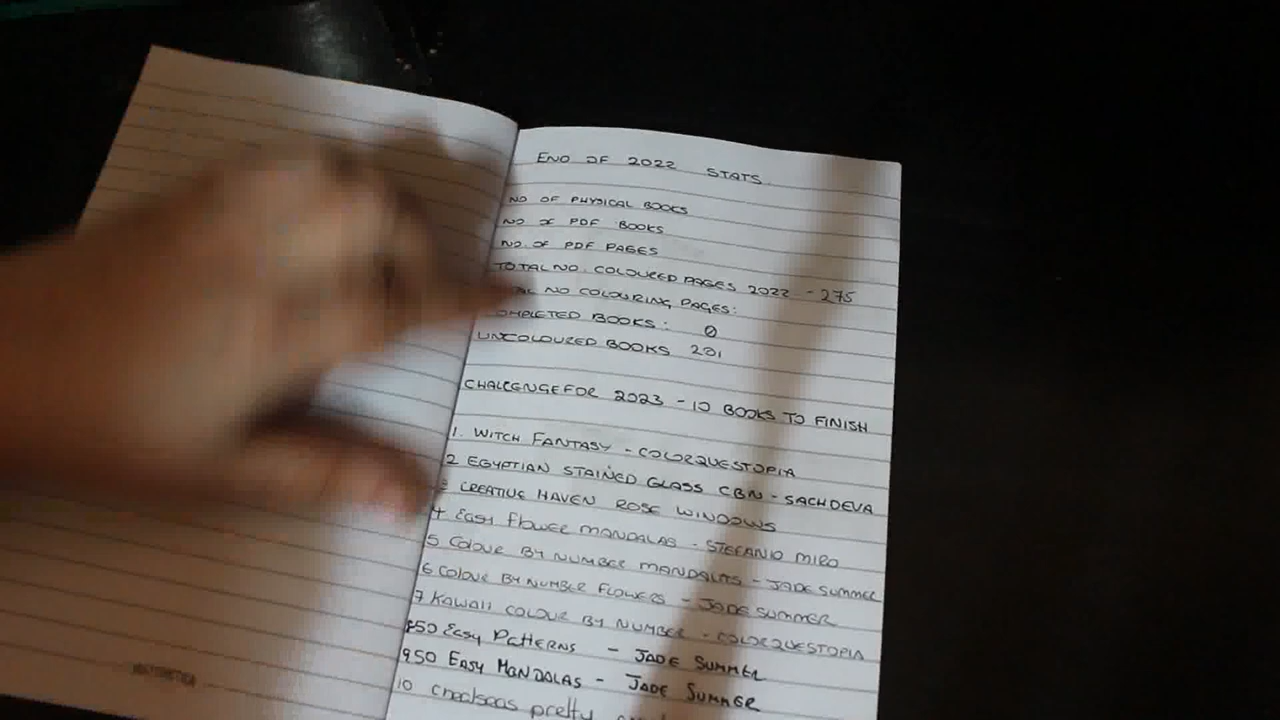 END OF 2022 STATS
NO OF PHYSICAL BOOKS
NO OF PDF BOOKS
NO. OF PDF PAGES
TOTAL NO. COLOURED PAGES 2022 - 275
NO COLOURING PAGES:
COMPLETED BOOKS: 0
UNCOLOURED BOOKS 201
CHALLENGE FOR 2023 - 10 BOOKS TO FINISH
1. WITCH FANTASY - COLORQUESTOPIA
2 EGYPTIAN STAINED GLASS CBN - SACHDEVA
3 CREATIVE HAVEN ROSE WINDOWS
4 Easy flower MANDALAS - STEFANIO MIRO
5 COLOUR BY NUMBER MANDALAS - JADE SUMMER
6 COLOUR BY NUMBER FLOWERS - JADE SUMMER
7 KAWAII COLOUR BY NUMBER - COLORQUESTOPIA
8 50 EASY PATTERNS - JADE SUMMER
9 50 EASY MANDALAS - JADE SUMMER
10 pretty